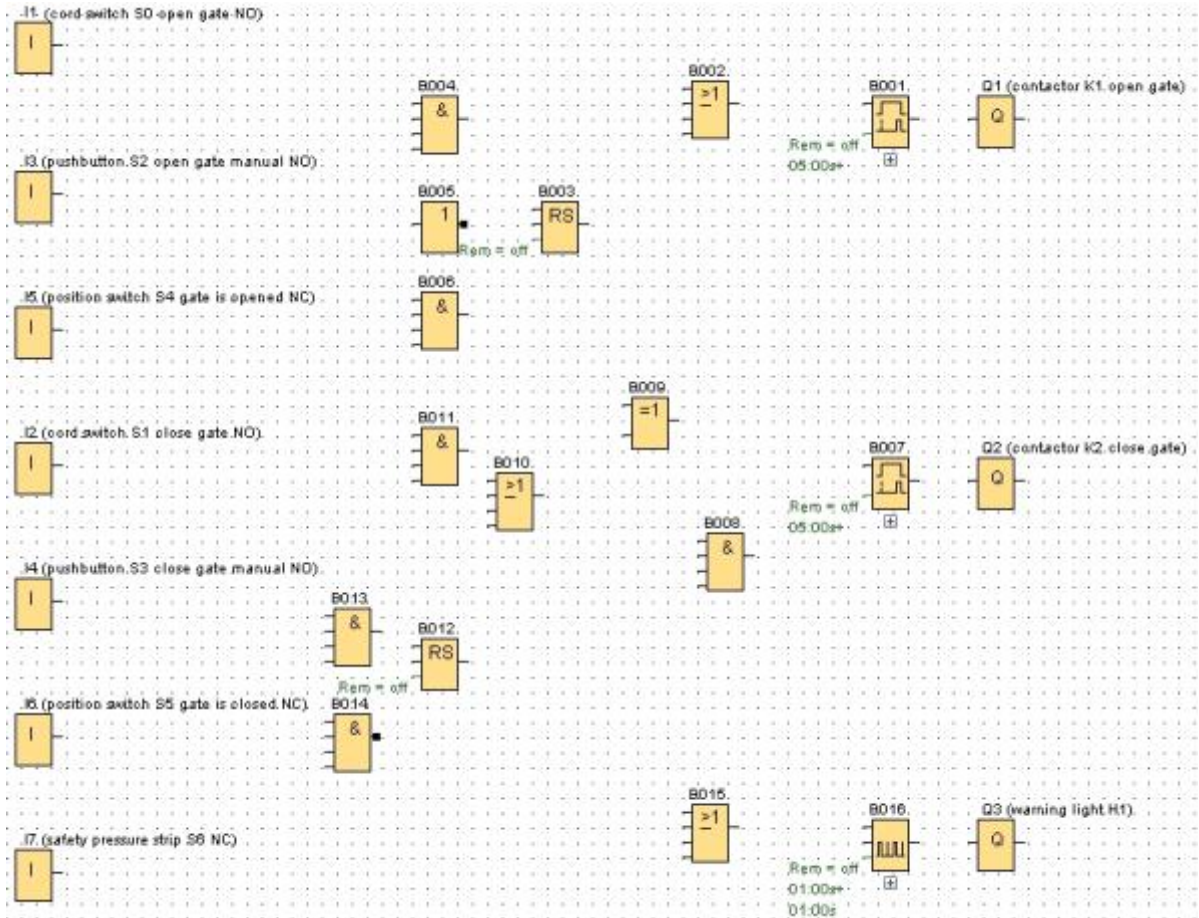 I1 (cord switch S0 open gate NO)
I
B004
&
B002
>1
B001
Rem = off
05:00s+
Q1 (contactor K1 open gate)
Q
I3 (pushbutton S2 open gate manual NO)
I
B005
1
B003
RS
Rem = off
I5 (position switch S4 gate is opened NC)
I
B006
&
B009
=1
I2 (cord switch S1 close gate NO)
I
B011
&
B010
>1
B007
Rem = off
05:00s+
Q2 (contactor K2 close gate)
Q
B008
&
I4 (pushbutton S3 close gate manual NO)
I
B013
&
B012
RS
Rem = off
I6 (position switch S5 gate is closed NC)
I
B014
&
I7 (safety pressure strip S6 NC)
I
B015
>1
B016
Rem = off
01:00s+
01:00s
Q3 (warning light H1)
Q